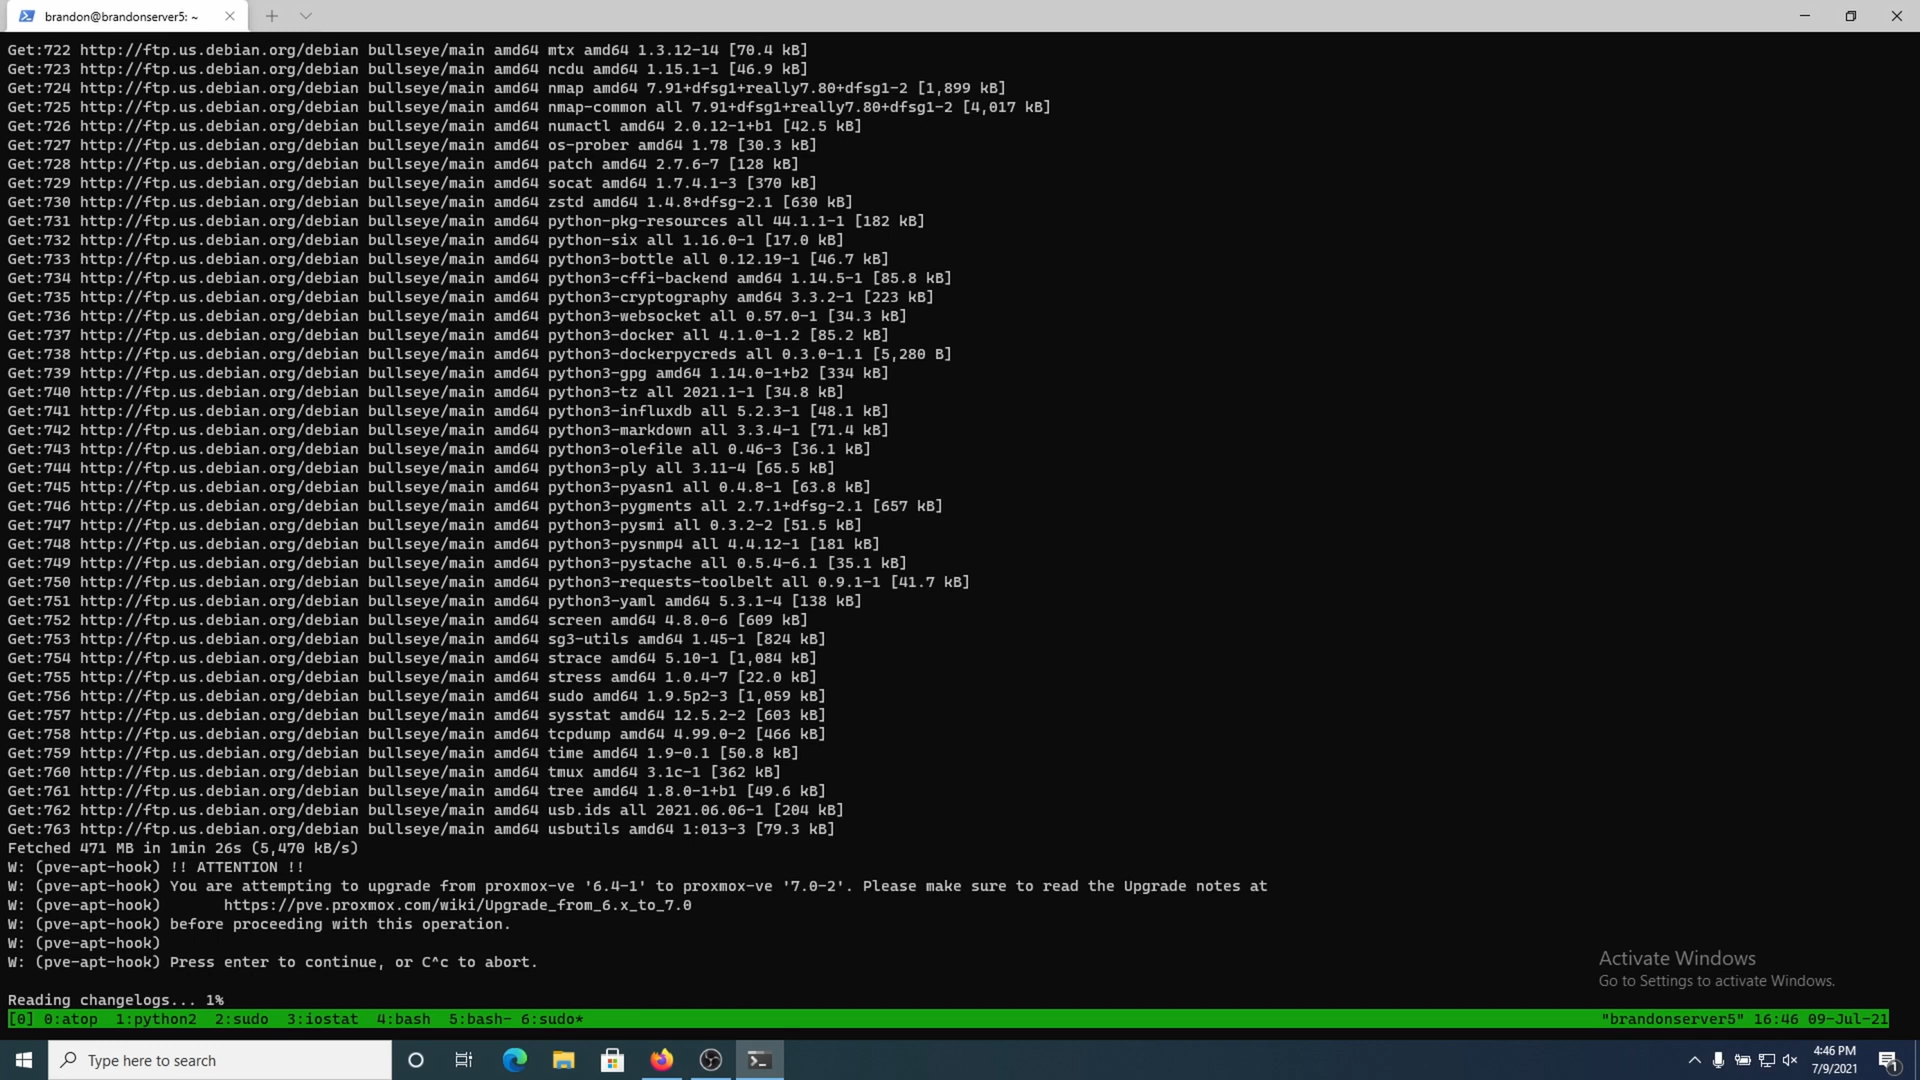 brandon@brandonserver5: ~
Get:722 http://ftp.us.debian.org/debian bullseye/main amd64 mtx amd64 1.3.12-14 [70.4 kB]
Get:723 http://ftp.us.debian.org/debian bullseye/main amd64 ncdu amd64 1.15.1-1 [46.9 kB]
Get:724 http://ftp.us.debian.org/debian bullseye/main amd64 nmap amd64 7.91+dfsg1+really7.80+dfsg1-2 [1,899 kB]
Get:725 http://ftp.us.debian.org/debian bullseye/main amd64 nmap-common all 7.91+dfsg1+really7.80+dfsg1-2 [4,017 kB]
Get:726 http://ftp.us.debian.org/debian bullseye/main amd64 numactl amd64 2.0.12-1+b1 [42.5 kB]
Get:727 http://ftp.us.debian.org/debian bullseye/main amd64 os-prober amd64 1.78 [30.3 kB]
Get:728 http://ftp.us.debian.org/debian bullseye/main amd64 patch amd64 2.7.6-7 [128 kB]
Get:729 http://ftp.us.debian.org/debian bullseye/main amd64 socat amd64 1.7.4.1-3 [370 kB]
Get:730 http://ftp.us.debian.org/debian bullseye/main amd64 zstd amd64 1.4.8+dfsg-2.1 [630 kB]
Get:731 http://ftp.us.debian.org/debian bullseye/main amd64 python-pkg-resources all 44.1.1-1 [182 kB]
Get:732 http://ftp.us.debian.org/debian bullseye/main amd64 python-six all 1.16.0-1 [17.0 kB]
Get:733 http://ftp.us.debian.org/debian bullseye/main amd64 python3-bottle all 0.12.19-1 [46.7 kB]
Get:734 http://ftp.us.debian.org/debian bullseye/main amd64 python3-cffi-backend amd64 1.14.5-1 [85.8 kB]
Get:735 http://ftp.us.debian.org/debian bullseye/main amd64 python3-cryptography amd64 3.3.2-1 [223 kB]
Get:736 http://ftp.us.debian.org/debian bullseye/main amd64 python3-websocket all 0.57.0-1 [34.3 kB]
Get:737 http://ftp.us.debian.org/debian bullseye/main amd64 python3-docker all 4.1.0-1.2 [85.2 kB]
Get:738 http://ftp.us.debian.org/debian bullseye/main amd64 python3-dockerpycreds all 0.3.0-1.1 [5,280 B]
Get:739 http://ftp.us.debian.org/debian bullseye/main amd64 python3-gpg amd64 1.14.0-1+b2 [334 kB]
Get:740 http://ftp.us.debian.org/debian bullseye/main amd64 python3-tz all 2021.1-1 [34.8 kB]
Get:741 http://ftp.us.debian.org/debian bullseye/main amd64 python3-influxdb all 5.2.3-1 [48.1 kB]
Get:742 http://ftp.us.debian.org/debian bullseye/main amd64 python3-markdown all 3.3.4-1 [71.4 kB]
Get:743 http://ftp.us.debian.org/debian bullseye/main amd64 python3-olefile all 0.46-3 [36.1 kB]
Get:744 http://ftp.us.debian.org/debian bullseye/main amd64 python3-ply all 3.11-4 [65.5 kB]
Get:745 http://ftp.us.debian.org/debian bullseye/main amd64 python3-pyasn1 all 0.4.8-1 [63.8 kB]
Get:746 http://ftp.us.debian.org/debian bullseye/main amd64 python3-pygments all 2.7.1+dfsg-2.1 [657 kB]
Get:747 http://ftp.us.debian.org/debian bullseye/main amd64 python3-pysmi all 0.3.2-2 [51.5 kB]
Get:748 http://ftp.us.debian.org/debian bullseye/main amd64 python3-pysnmp4 all 4.4.12-1 [181 kB]
Get:749 http://ftp.us.debian.org/debian bullseye/main amd64 python3-pystache all 0.5.4-6.1 [35.1 kB]
Get:750 http://ftp.us.debian.org/debian bullseye/main amd64 python3-requests-toolbelt all 0.9.1-1 [41.7 kB]
Get:751 http://ftp.us.debian.org/debian bullseye/main amd64 python3-yaml amd64 5.3.1-4 [138 kB]
Get:752 http://ftp.us.debian.org/debian bullseye/main amd64 screen amd64 4.8.0-6 [609 kB]
Get:753 http://ftp.us.debian.org/debian bullseye/main amd64 sg3-utils amd64 1.45-1 [824 kB]
Get:754 http://ftp.us.debian.org/debian bullseye/main amd64 strace amd64 5.10-1 [1,084 kB]
Get:755 http://ftp.us.debian.org/debian bullseye/main amd64 stress amd64 1.0.4-7 [22.0 kB]
Get:756 http://ftp.us.debian.org/debian bullseye/main amd64 sudo amd64 1.9.5p2-3 [1,059 kB]
Get:757 http://ftp.us.debian.org/debian bullseye/main amd64 sysstat amd64 12.5.2-2 [603 kB]
Get:758 http://ftp.us.debian.org/debian bullseye/main amd64 tcpdump amd64 4.99.0-2 [466 kB]
Get:759 http://ftp.us.debian.org/debian bullseye/main amd64 time amd64 1.9-0.1 [50.8 kB]
Get:760 http://ftp.us.debian.org/debian bullseye/main amd64 tmux amd64 3.1c-1 [362 kB]
Get:761 http://ftp.us.debian.org/debian bullseye/main amd64 tree amd64 1.8.0-1+b1 [49.6 kB]
Get:762 http://ftp.us.debian.org/debian bullseye/main amd64 usb.ids all 2021.06.06-1 [204 kB]
Get:763 http://ftp.us.debian.org/debian bullseye/main amd64 usbutils amd64 1:013-3 [79.3 kB]
Fetched 471 MB in 1min 26s (5,470 kB/s)
W: (pve-apt-hook) !! ATTENTION !!
W: (pve-apt-hook) You are attempting to upgrade from proxmox-ve '6.4-1' to proxmox-ve '7.0-2'. Please make sure to read the Upgrade notes at
W: (pve-apt-hook)       https://pve.proxmox.com/wiki/Upgrade_from_6.x_to_7.0
W: (pve-apt-hook) before proceeding with this operation.
W: (pve-apt-hook)
W: (pve-apt-hook) Press enter to continue, or C^c to abort.
Activate Windows
Go to Settings to activate Windows.
Reading changelogs... 1%
[0] 0:atop  1:python2  2:sudo  3:iostat  4:bash  5:bash- 6:sudo* "brandonserver5" 16:46 09-Jul-21
Type here to search
4:46 PM
7/9/2021
1